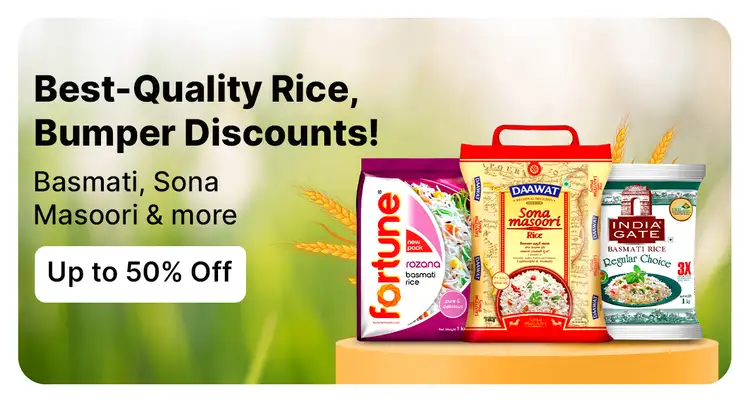 Best-Quality Rice,
Bumper Discounts!
Basmati, Sona
Masoori & more
Up to 50% Off
fortune
new
pack
rozana
basmati
rice
DAAWAT
Sona
masoori
Rice
INDIA
GATE
BASMATI RICE
Regular Choice
3X